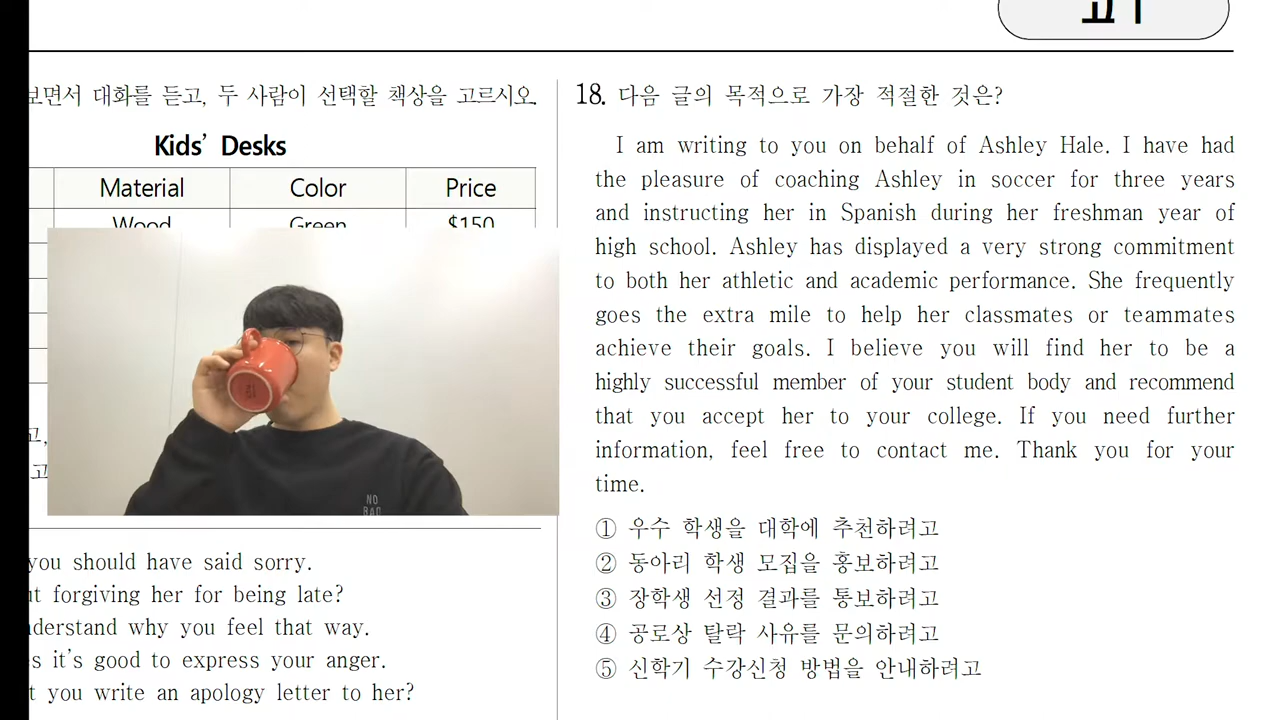 보면서 대화를 듣고, 두 사람이 선택할 책상을 고르시오.
Kids' Desks
Material Color Price
Wood Green $150
NO
BAD
you should have said sorry.
forgiving her for being late?
why you feel that way.
it's good to express your anger.
you write an apology letter to her?
18. 다음 글의 목적으로 가장 적절한 것은?
I am writing to you on behalf of Ashley Hale. I have had
the pleasure of coaching Ashley in soccer for three years
and instructing her in Spanish during her freshman year of
high school. Ashley has displayed a very strong commitment
to both her athletic and academic performance. She frequently
goes the extra mile to help her classmates or teammates
achieve their goals. I believe you will find her to be a
highly successful member of your student body and recommend
that you accept her to your college. If you need further
information, feel free to contact me. Thank you for your
time.
① 우수 학생을 대학에 추천하려고
② 동아리 학생 모집을 홍보하려고
③ 장학생 선정 결과를 통보하려고
④ 공로상 탈락 사유를 문의하려고
⑤ 신학기 수강신청 방법을 안내하려고